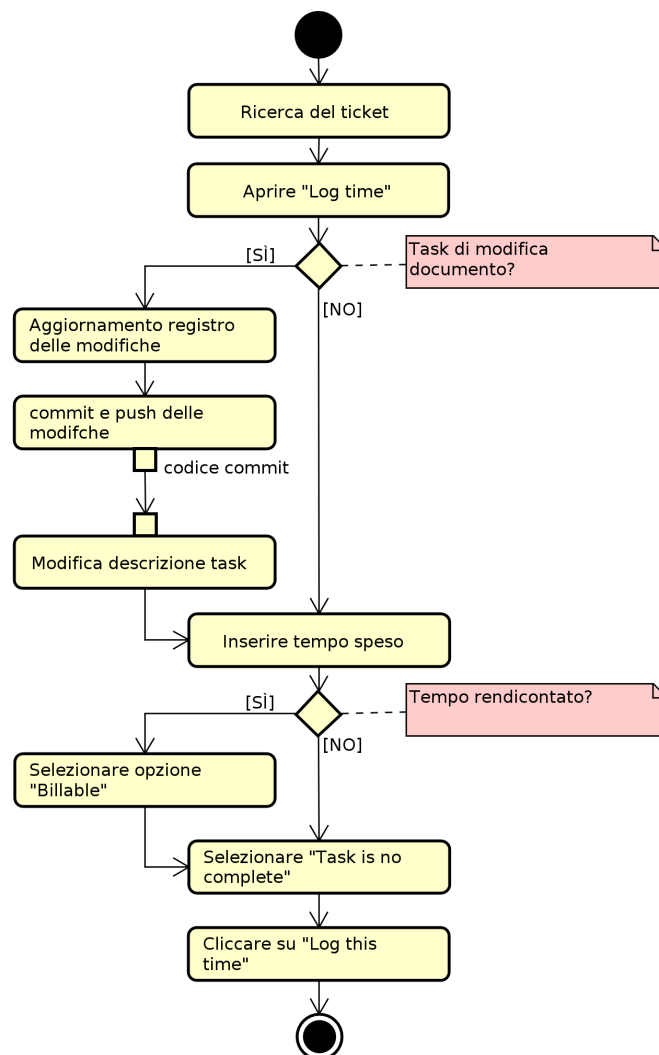 Ricerca del ticket
Aprire "Log time"
[SÌ]
Task di modifica
documento?
[NO]
Aggiornamento registro
delle modifiche
commit e push delle
modifche
codice commit
Modifica descrizione task
Inserire tempo speso
[SÌ]
Tempo rendicontato?
[NO]
Selezionare opzione
"Billable"
Selezionare "Task is no
complete"
Cliccare su "Log this
time"